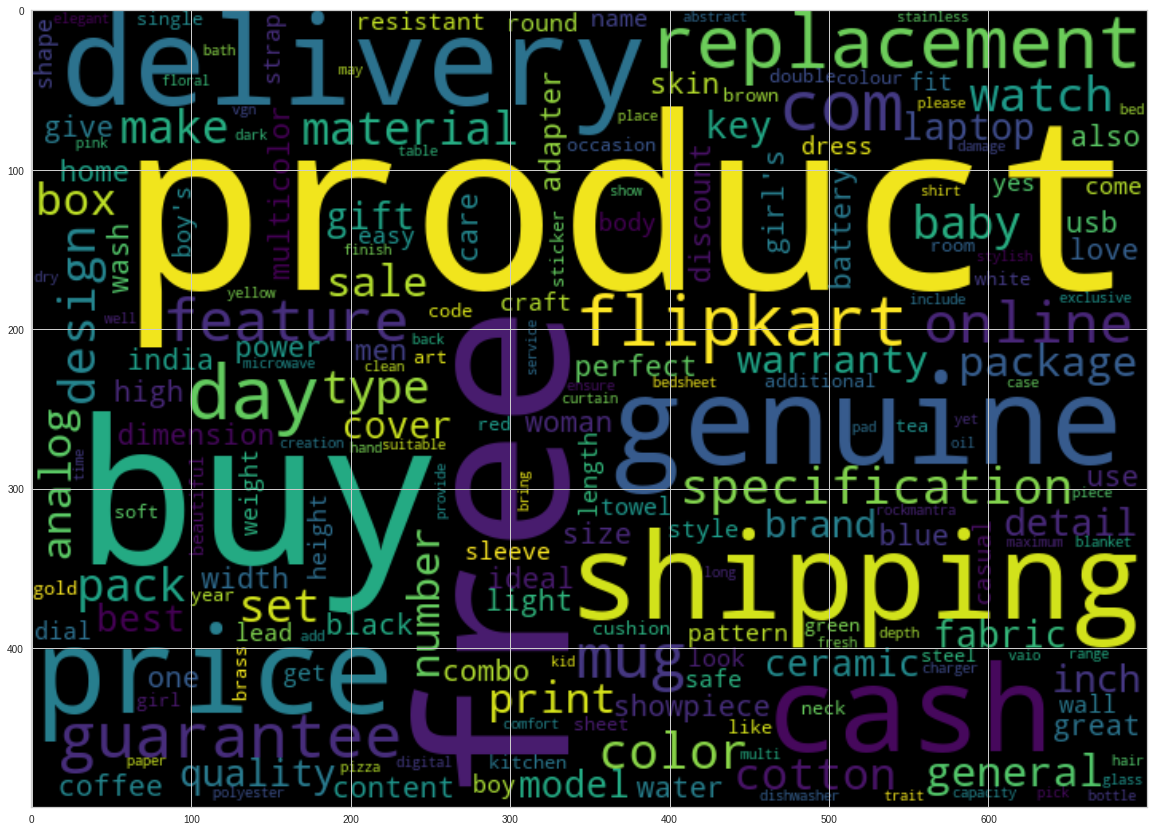 0
elegant single resistant round name abstract stainless
shape delivery replacement
bath strap
floral may skin doublecolour fit
vgn brown com please watch bed
give make material adapter place key laptop also
pink dark table occasion dress damage
100
home product
box boy's multicolor gift care show body discount girl's battery shirt yes come
easy sticker baby usb
wash finish room love
dry design sale white stylish
yellow craft include exclusive
well feature code flipkart online
200
india power men back service perfect warranty package
microwave art
high clean ensure bedsheet additional case
day type free curtain genuine
analog dimension cover red woman pad tea yet
creation hand suitable oil
time buy weight length
beautiful provide bring specification use
300
soft height towel rockmantra piece
number size style brand blue detail
sleeve casual maximum blanket
gold pack width ideal long shipping
year set light
best black
dial lead add cushion pattern green depth fabric
fresh
400
price combo kid mug look ceramic steel vaio range
one get safe charger inch
girl brass print showpiece neck cash wall
guarantee comfort sheet like great
paper pizza digital kitchen color multi hair
coffee quality content boy model water cotton general glass
polyester dishwasher trait capacity pick bottle
0 100 200 300 400 500 600